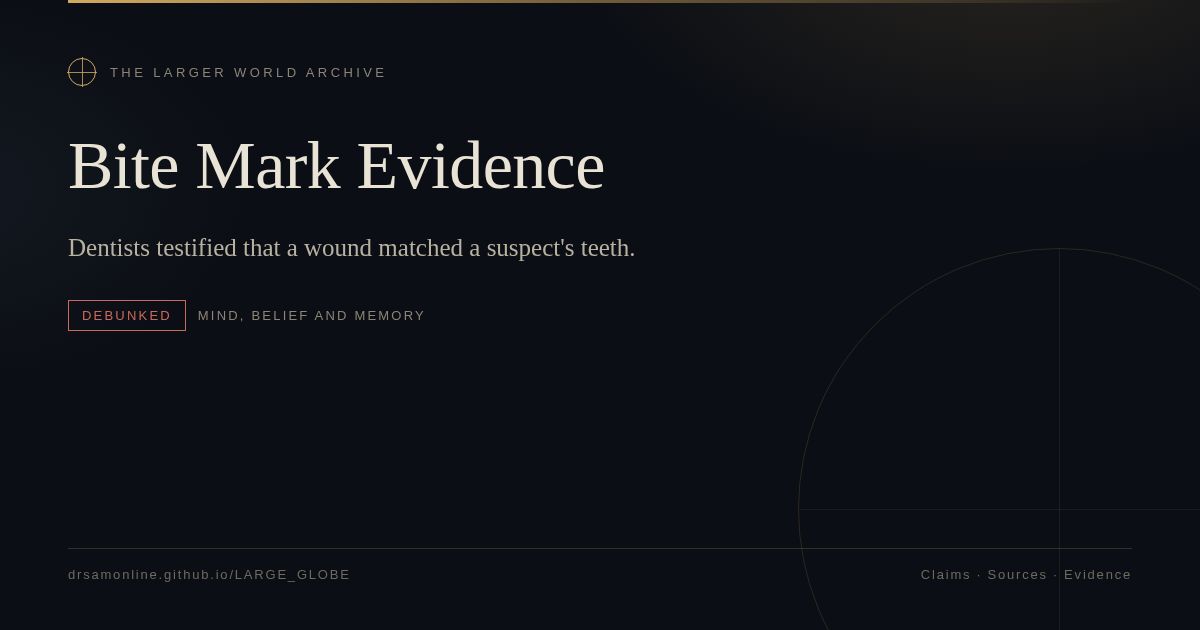 THE LARGER WORLD ARCHIVE
Bite Mark Evidence
Dentists testified that a wound matched a suspect's teeth.
DEBUNKED MIND, BELIEF AND MEMORY
drsamonline.github.io/LARGE_GLOBE Claims · Sources · Evidence